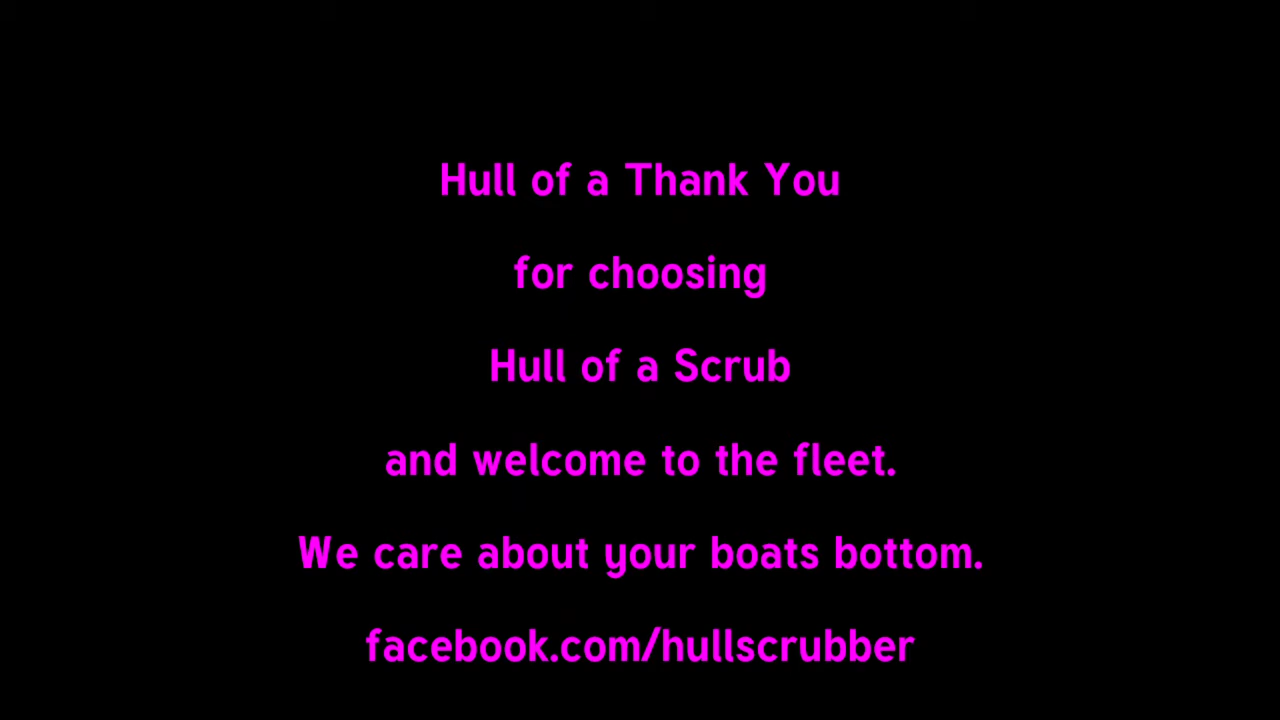 Hull of a Thank You
for choosing
Hull of a Scrub
and welcome to the fleet.
We care about your boats bottom.
facebook.com/hullscrubber